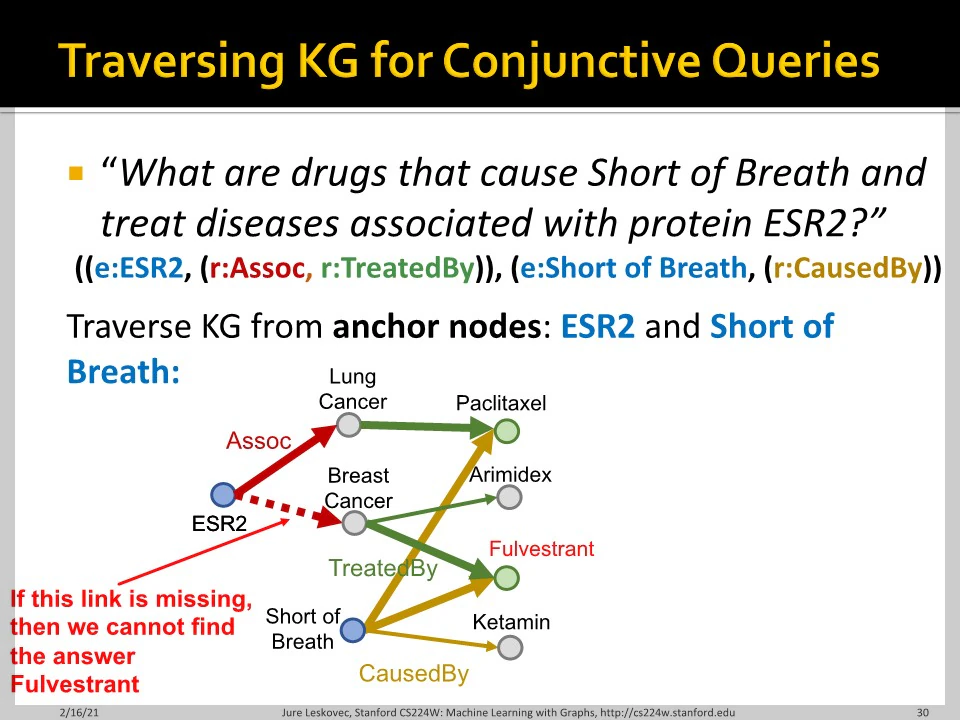 Traversing KG for Conjunctive Queries
“What are drugs that cause Short of Breath and
treat diseases associated with protein ESR2?”
((e:ESR2, (r:Assoc, r:TreatedBy)), (e:Short of Breath, (r:CausedBy))
Traverse KG from anchor nodes: ESR2 and Short of
Breath:
Lung
Cancer
Paclitaxel
Assoc
Breast
Cancer
Arimidex
ESR2
Fulvestrant
TreatedBy
If this link is missing,
then we cannot find
the answer
Fulvestrant
Short of
Breath
Ketamin
CausedBy
2/16/21
Jure Leskovec, Stanford CS224W: Machine Learning with Graphs, http://cs224w.stanford.edu
30